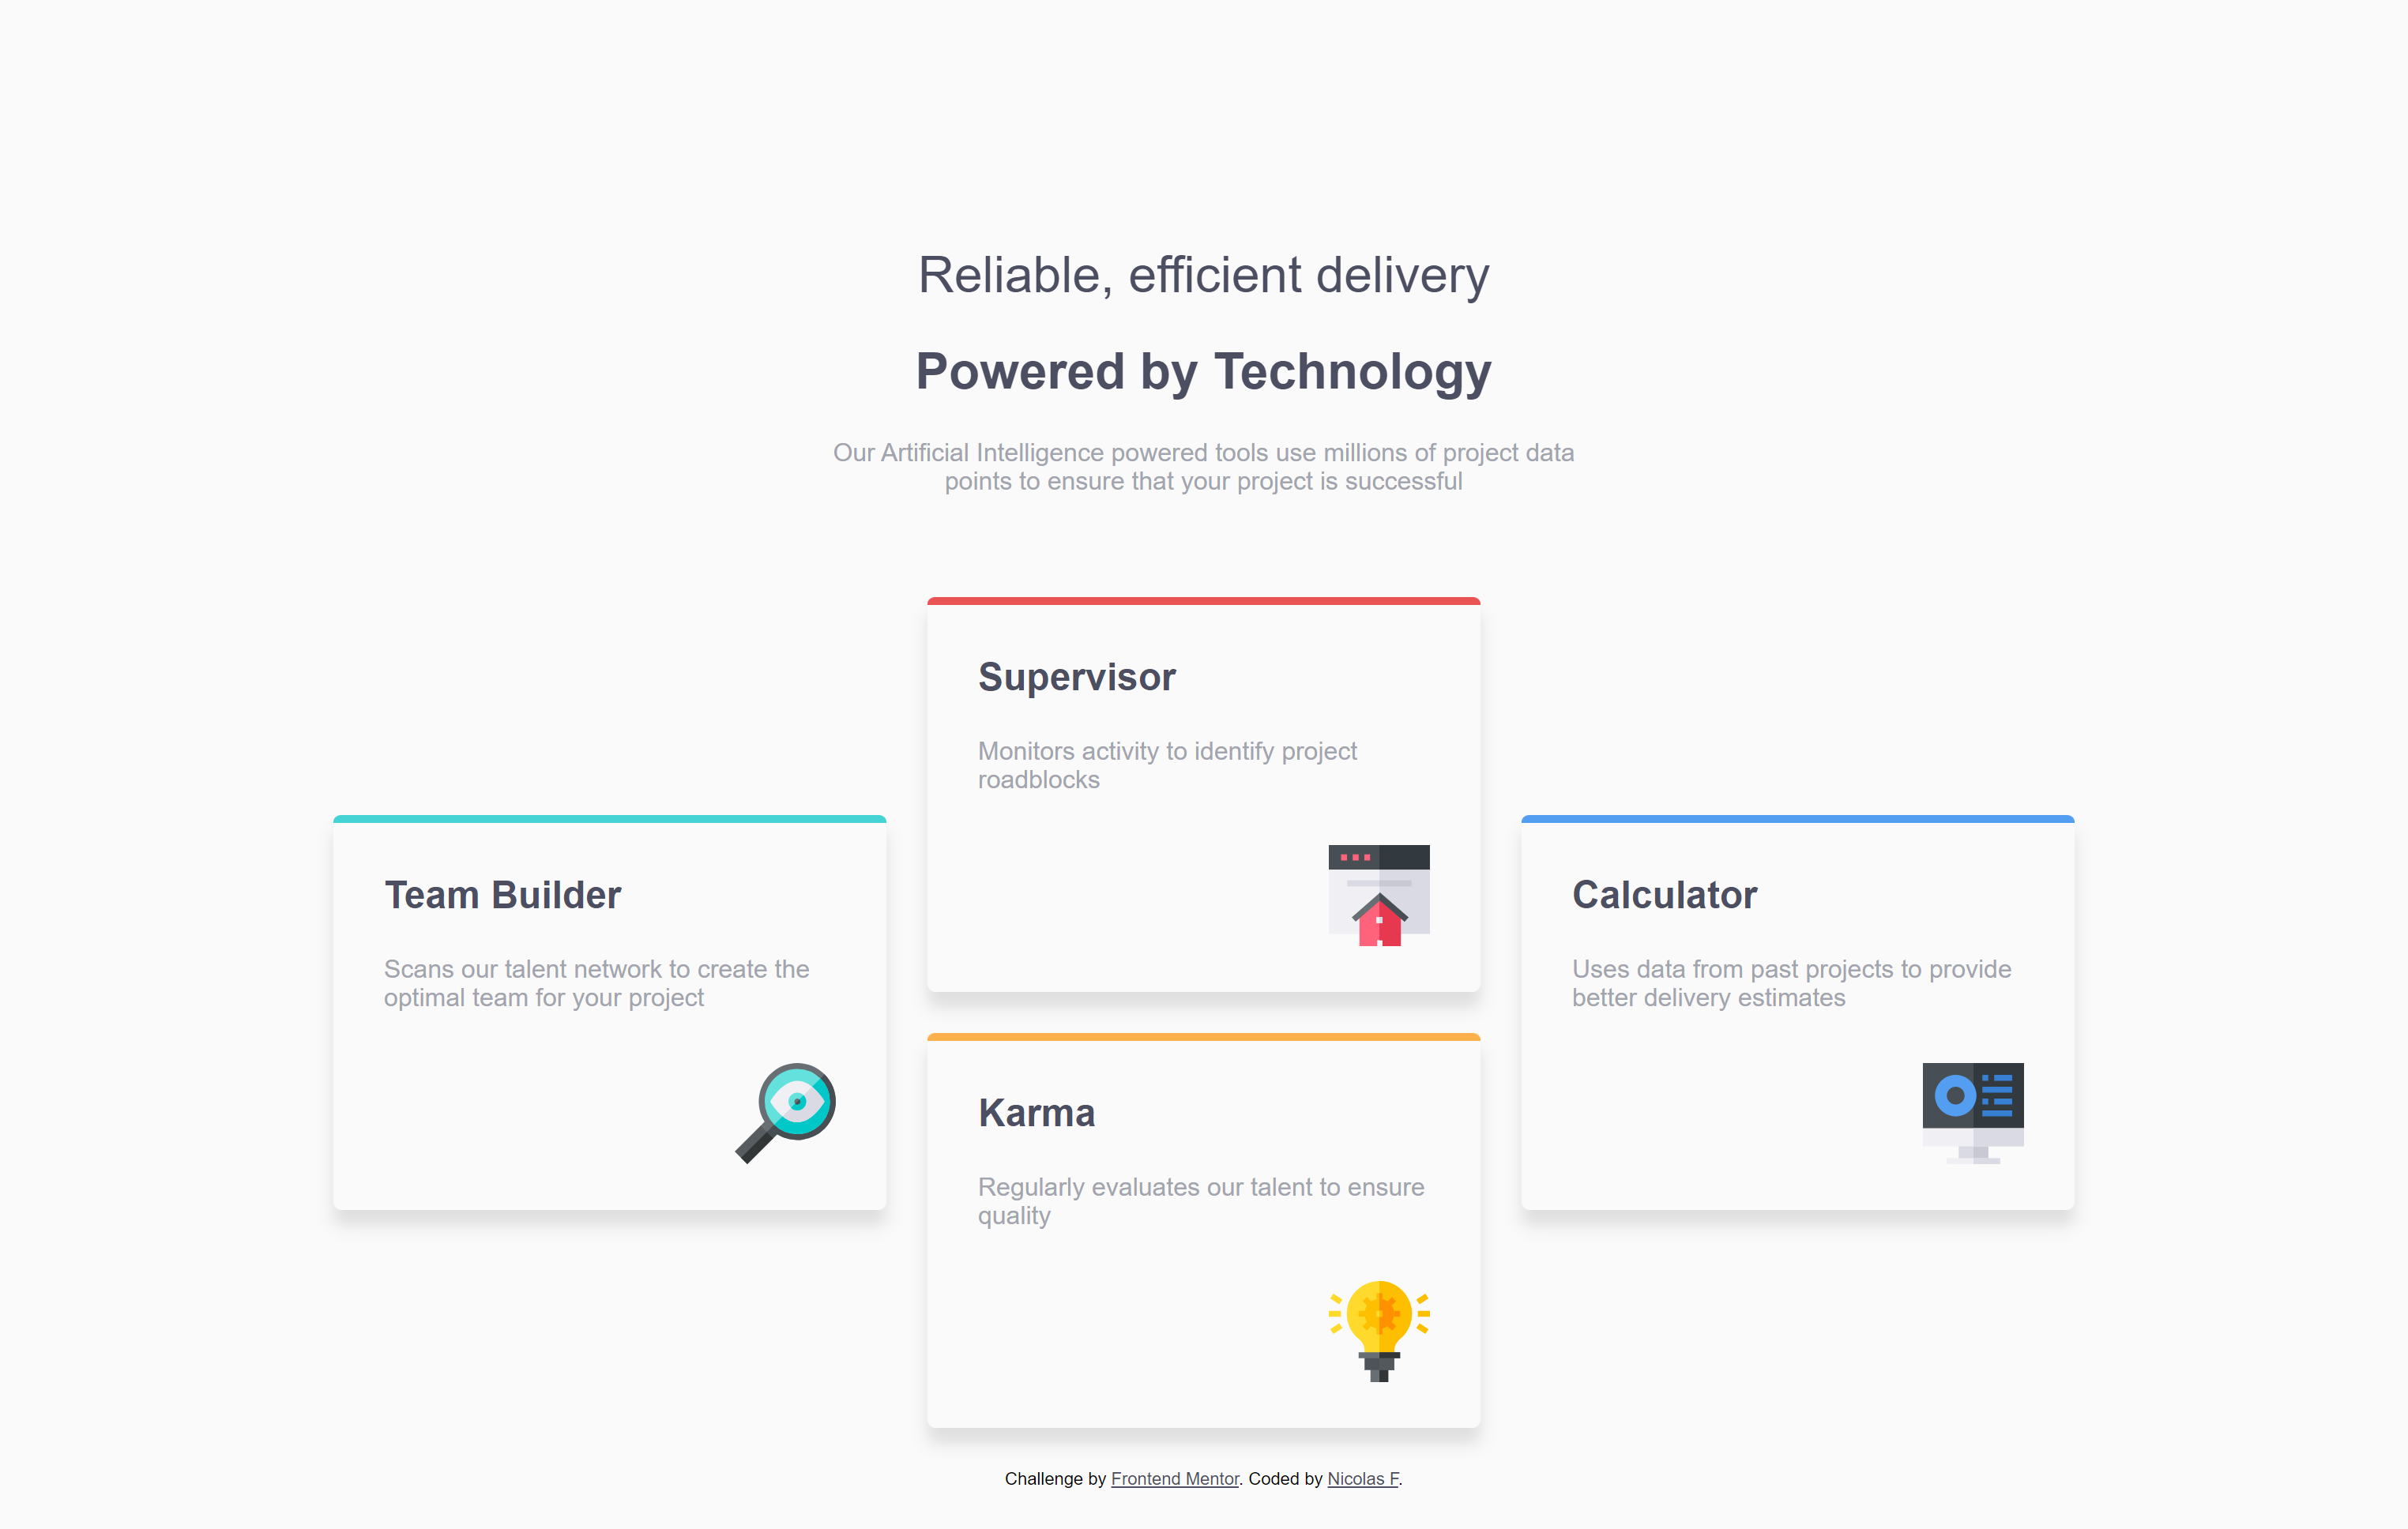 Reliable, efficient delivery
Powered by Technology
Our Artificial Intelligence powered tools use millions of project data
points to ensure that your project is successful
Supervisor
Monitors activity to identify project
roadblocks
Team Builder
Scans our talent network to create the
optimal team for your project
Calculator
Uses data from past projects to provide
better delivery estimates
Karma
Regularly evaluates our talent to ensure
quality
Challenge by Frontend Mentor. Coded by Nicolas F.